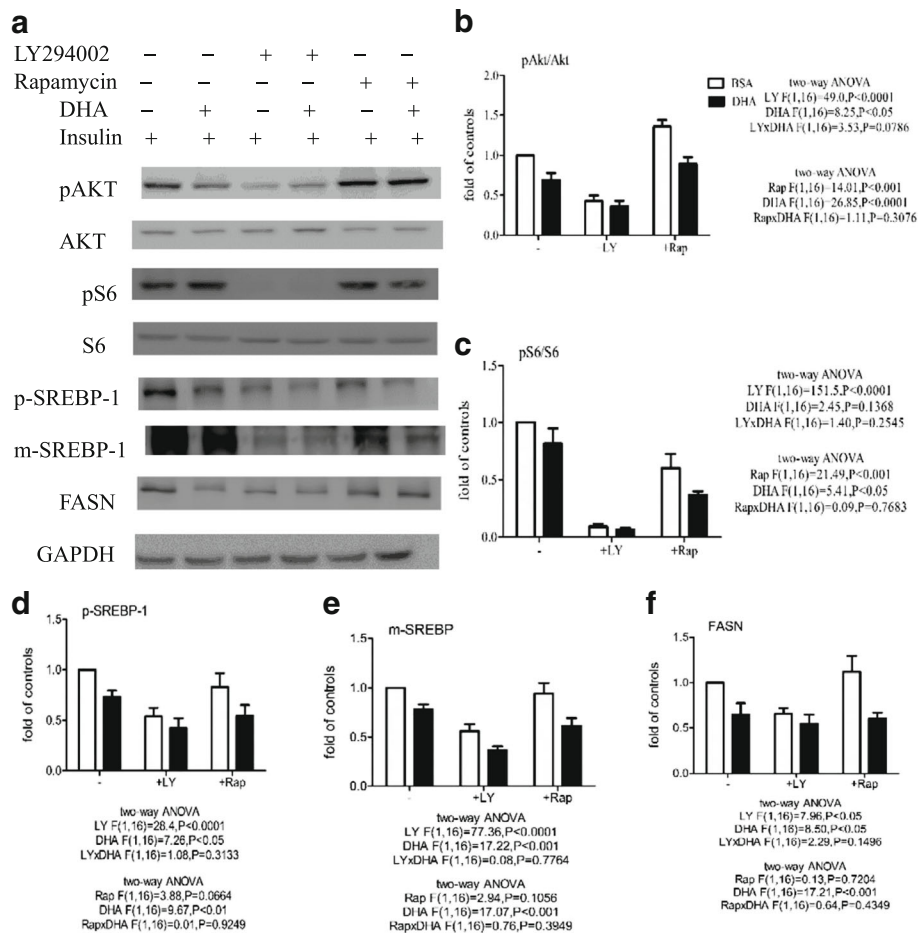 a
LY294002 – – + + – –
Rapamycin – – – – + +
DHA – + – + – +
Insulin + + + + + +
pAKT
AKT
pS6
S6
p-SREBP-1
m-SREBP-1
FASN
GAPDH
b
pAkt/Akt
fold of controls
2.0
1.5
1.0
0.5
0.0
- LY +Rap
BSA
DHA
two-way ANOVA
LY F(1,16)=49.0,P<0.0001
DHA F(1,16)=8.25,P<0.05
LYxDHA F(1,16)=3.53,P=0.0786
two-way ANOVA
Rap F(1,16)=14.01,P<0.001
DHA F(1,16)=26.85,P<0.0001
RapxDHA F(1,16)=1.11,P=0.3076
c
pS6/S6
fold of controls
1.5
1.0
0.5
0.0
- +LY +Rap
two-way ANOVA
LY F(1,16)=151.5,P<0.0001
DHA F(1,16)=2.45,P=0.1368
LYxDHA F(1,16)=1.40,P=0.2545
two-way ANOVA
Rap F(1,16)=21.49,P<0.001
DHA F(1,16)=5.41,P<0.05
RapxDHA F(1,16)=0.09,P=0.7683
d
p-SREBP-1
fold of controls
1.5
1.0
0.5
0.0
- +LY +Rap
two-way ANOVA
LY F(1,16)=28.4,P<0.0001
DHA F(1,16)=7.26,P<0.05
LYxDHA F(1,16)=1.08,P=0.3133
two-way ANOVA
Rap F(1,16)=3.88,P=0.0664
DHA F(1,16)=9.67,P<0.01
RapxDHA F(1,16)=0.01,P=0.9249
e
m-SREBP
fold of controls
1.5
1.0
0.5
0.0
- +LY +Rap
two-way ANOVA
LY F(1,16)=77.36,P<0.0001
DHA F(1,16)=17.22,P<0.001
LYxDHA F(1,16)=0.08,P=0.7764
two-way ANOVA
Rap F(1,16)=2.94,P=0.1056
DHA F(1,16)=17.07,P<0.001
RapxDHA F(1,16)=0.76,P=0.3949
f
FASN
fold of controls
1.5
1.0
0.5
0.0
- +LY +Rap
two-way ANOVA
LY F(1,16)=7.96,P<0.05
DHA F(1,16)=8.50,P<0.05
LYxDHA F(1,16)=2.29,P=0.1496
two-way ANOVA
Rap F(1,16)=0.13,P=0.7204
DHA F(1,16)=17.21,P<0.001
RapxDHA F(1,16)=0.64,P=0.4349